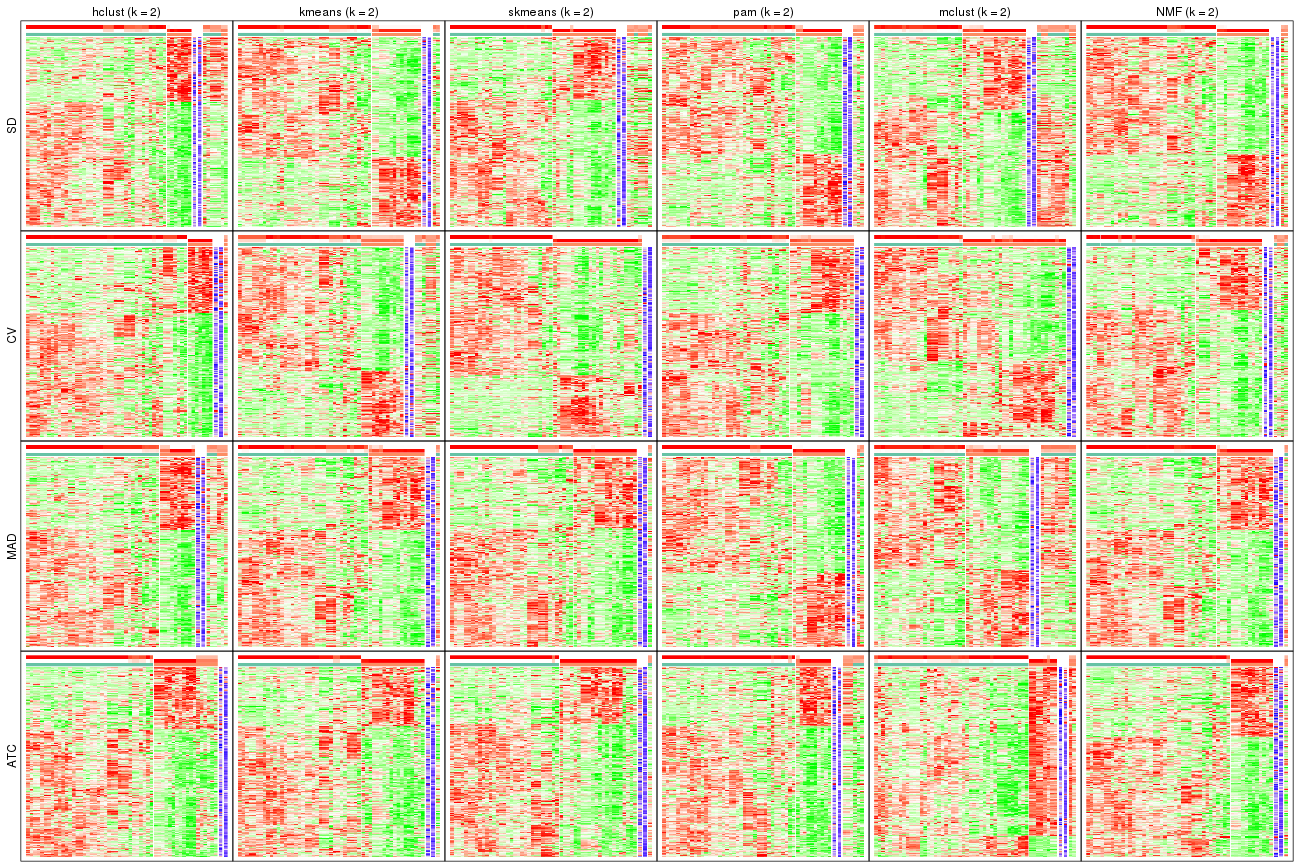 hclust (k = 2) kmeans (k = 2) skmeans (k = 2) pam (k = 2) mclust (k = 2) NMF (k = 2)
SD
CV
MAD
ATC